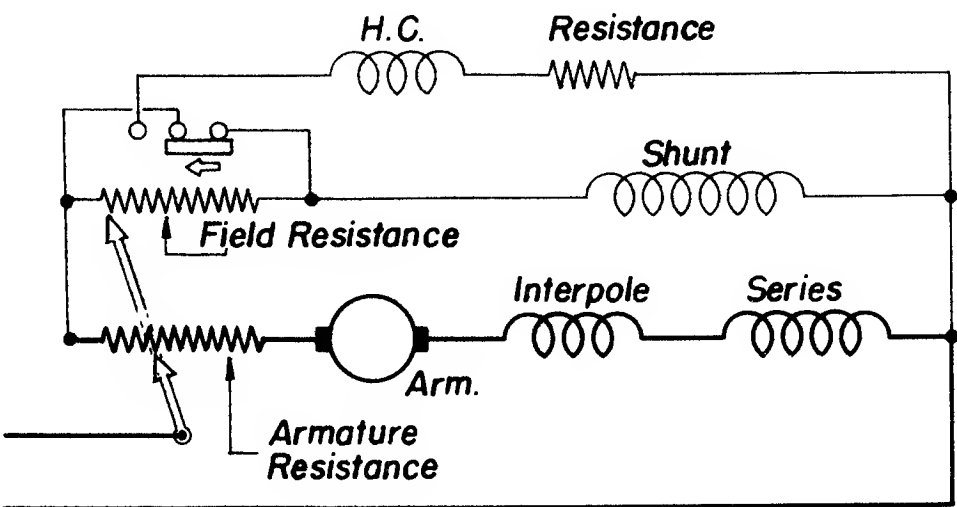 H.C.
Resistance
Shunt
Field Resistance
Interpole
Series
Arm.
Armature
Resistance